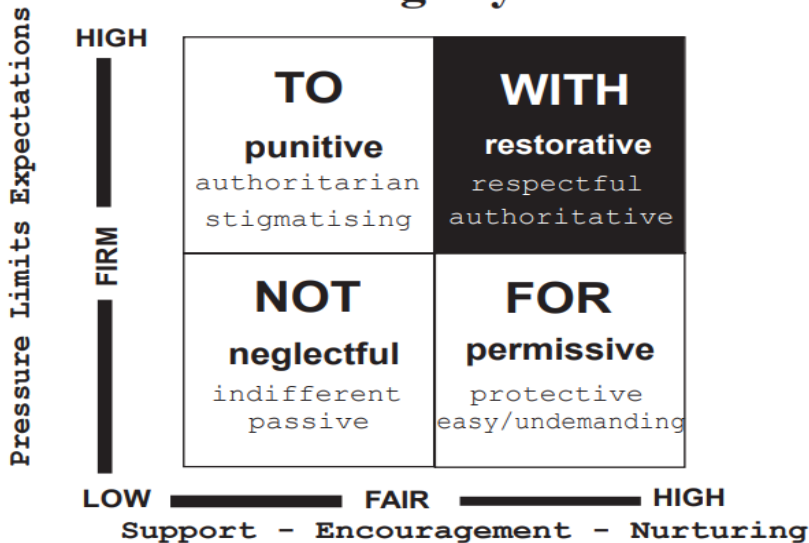 HIGH
Pressure Limits Expectations
FIRM
TO
punitive
authoritarian
stigmatising
WITH
restorative
respectful
authoritative
NOT
neglectful
indifferent
passive
FOR
permissive
protective
easy/undemanding
LOW FAIR HIGH
Support - Encouragement - Nurturing